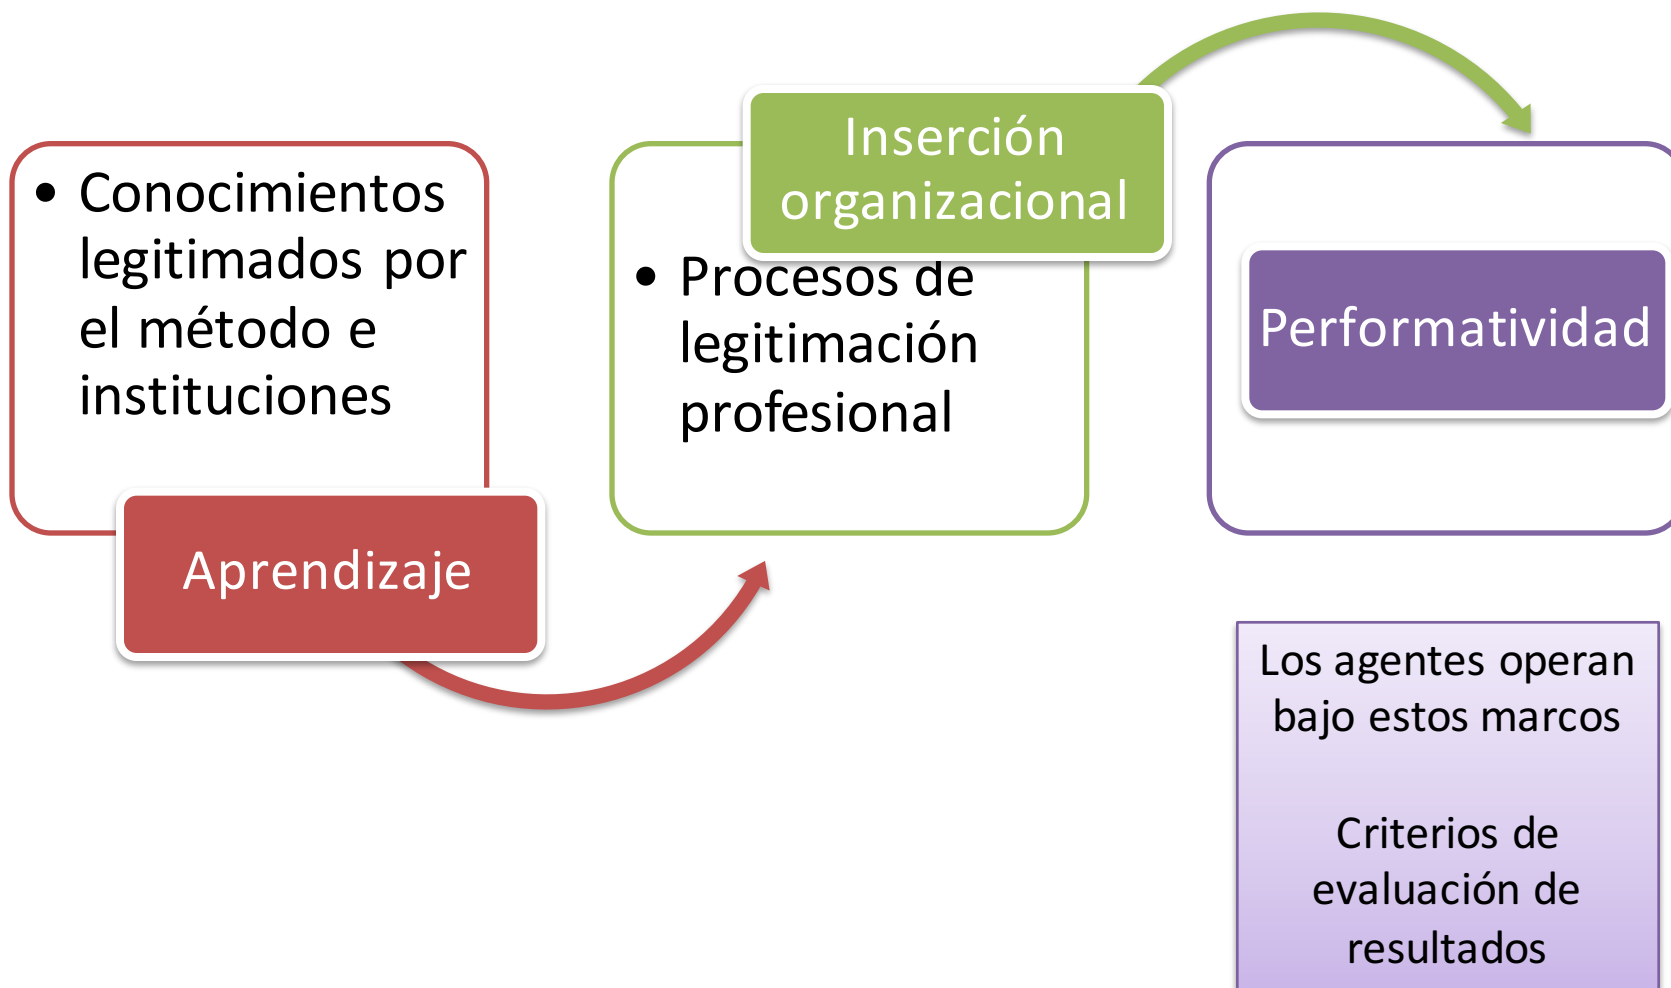 • Conocimientos
legitimados por
el método e
instituciones
Aprendizaje
Inserción
organizacional
• Procesos de
legitimación
profesional
Performatividad
Los agentes operan
bajo estos marcos
Criterios de
evaluación de
resultados